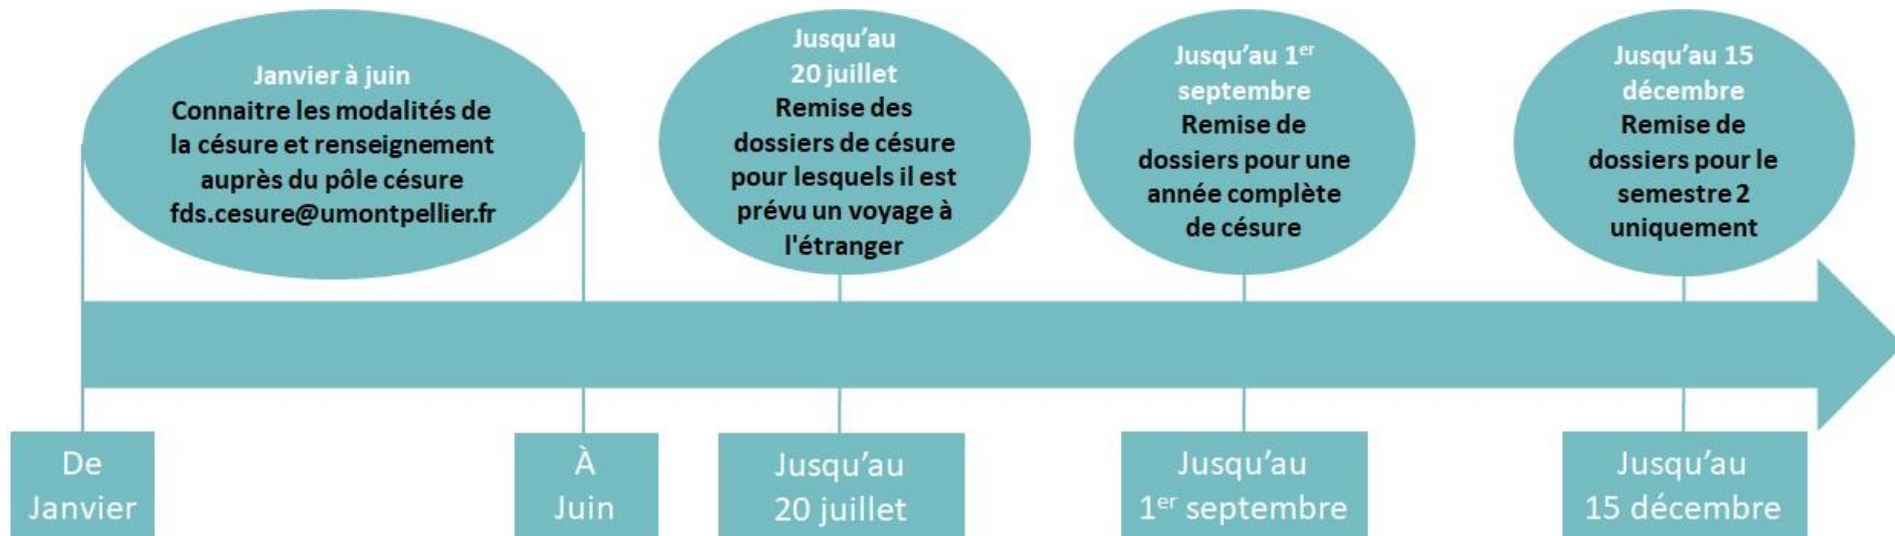 Janvier à juin
Connaitre les modalités de
la césure et renseignement
auprès du pôle césure
fds.cesure@umontpellier.fr
Jusqu'au
20 juillet
Remise des
dossiers de césure
pour lesquels il est
prévu un voyage à
l'étranger
Jusqu'au 1er
septembre
Remise de
dossiers pour une
année complète
de césure
Jusqu'au 15
décembre
Remise de
dossiers pour le
semestre 2
uniquement
De
Janvier
À
Juin
Jusqu'au
20 juillet
Jusqu'au
1er septembre
Jusqu'au
15 décembre